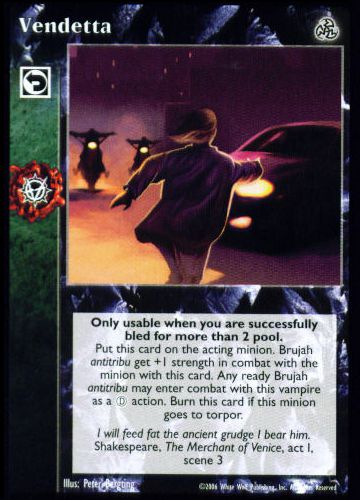 Vendetta
Only usable when you are successfully
bled for more than 2 pool.
Put this card on the acting minion. Brujah
antitribu get +1 strength in combat with the
minion with this card. Any ready Brujah
antitribu may enter combat with this vampire
as a Ⓓ action. Burn this card if this minion
goes to torpor.
I will feed fat the ancient grudge I bear him.
Shakespeare, The Merchant of Venice, act I,
scene 3
Illus: Peter Bergting
©2006 White Wolf Publishing, Inc. All Rights Reserved